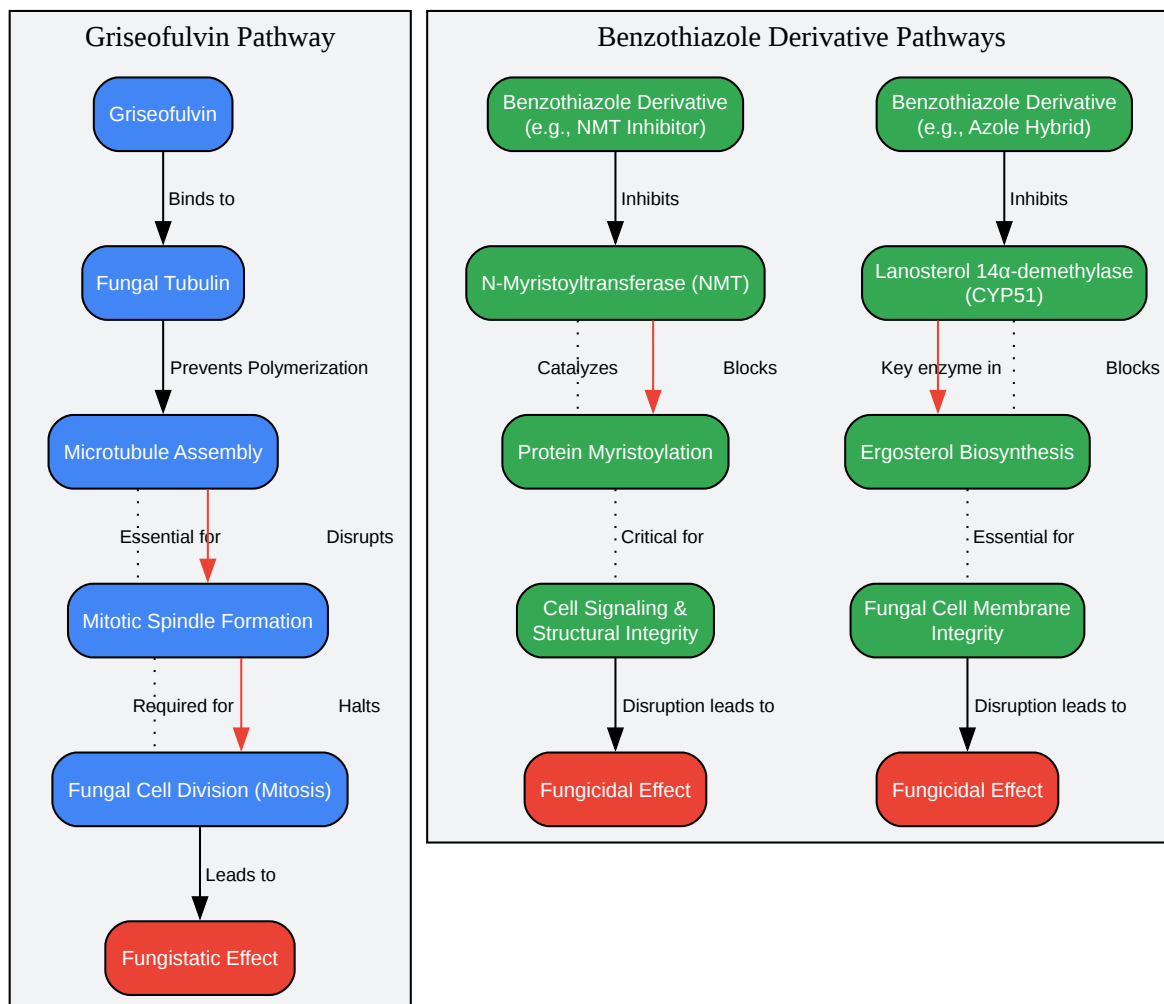 Griseofulvin Pathway
Griseofulvin
Binds to
Fungal Tubulin
Prevents Polymerization
Microtubule Assembly
Essential for
Disrupts
Mitotic Spindle Formation
Required for
Halts
Fungal Cell Division (Mitosis)
Leads to
Fungistatic Effect
Benzothiazole Derivative Pathways
Benzothiazole Derivative
(e.g., NMT Inhibitor)
Inhibits
N-Myristoyltransferase (NMT)
Catalyzes
Blocks
Protein Myristoylation
Critical for
Cell Signaling &
Structural Integrity
Disruption leads to
Fungicidal Effect
Benzothiazole Derivative
(e.g., Azole Hybrid)
Inhibits
Lanosterol 14α-demethylase
(CYP51)
Key enzyme in
Blocks
Ergosterol Biosynthesis
Essential for
Fungal Cell Membrane
Integrity
Disruption leads to
Fungicidal Effect